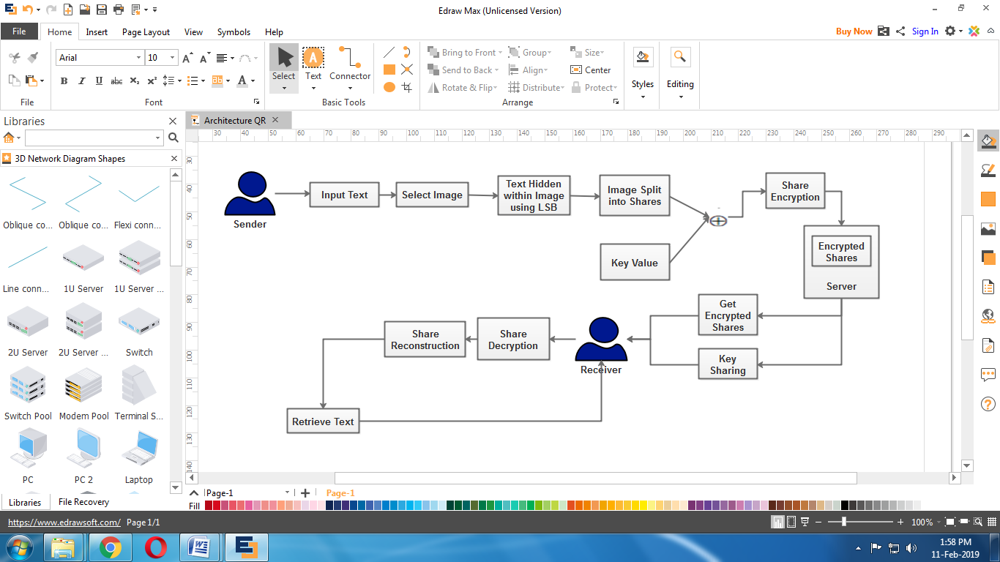 Edraw Max (Unlicensed Version)
File Home Insert Page Layout View Symbols Help
Buy Now Sign In
Arial 10
B I U abc X₂ X² A
A A
Select Text Connector
Bring to Front Group Size
Send to Back Align Center
Rotate & Flip Distribute Protect
Styles Editing
File Font Basic Tools Arrange
Libraries
Architecture QR
3D Network Diagram Shapes
30 40 50 60 70 80 90 100 110 120 130 140 150 160 170 180 190 200 210 220 230 240 250 260 270 280 290
30
40
50
60
70
80
90
100
110
120
130
140
Oblique co... Oblique co... Flexi conn...
Line conn... 1U Server 1U Server ...
2U Server 2U Server ... Switch
Switch Pool Modem Pool Terminal S...
PC PC 2 Laptop
Libraries File Recovery
Sender
Input Text
Select Image
Text Hidden
within Image
using LSB
Image Split
into Shares
Key Value
Share
Encryption
Encrypted
Shares
Server
Get
Encrypted
Shares
Key
Sharing
Receiver
Share
Decryption
Share
Reconstruction
Retrieve Text
Page-1 Page-1
Fill
https://www.edrawsoft.com/ Page 1/1
100%
1:58 PM
11-Feb-2019